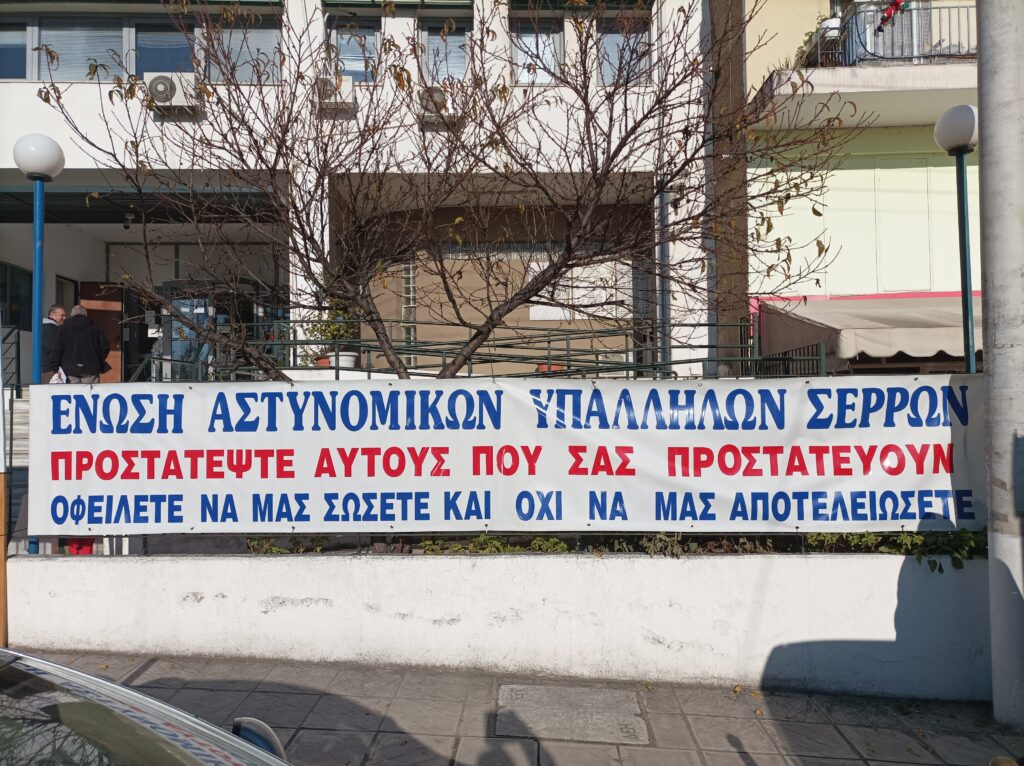 ΕΝΩΣΗ ΑΣΤΥΝΟΜΙΚΩΝ ΥΠΑΛΛΗΛΩΝ ΣΕΡΡΩΝ
ΠΡΟΣΤΑΤΕΨΤΕ ΑΥΤΟΥΣ ΠΟΥ ΣΑΣ ΠΡΟΣΤΑΤΕΥΟΥΝ
ΟΦΕΙΛΕΤΕ ΝΑ ΜΑΣ ΣΩΣΕΤΕ ΚΑΙ ΟΧΙ ΝΑ ΜΑΣ ΑΠΟΤΕΛΕΙΩΣΕΤΕ